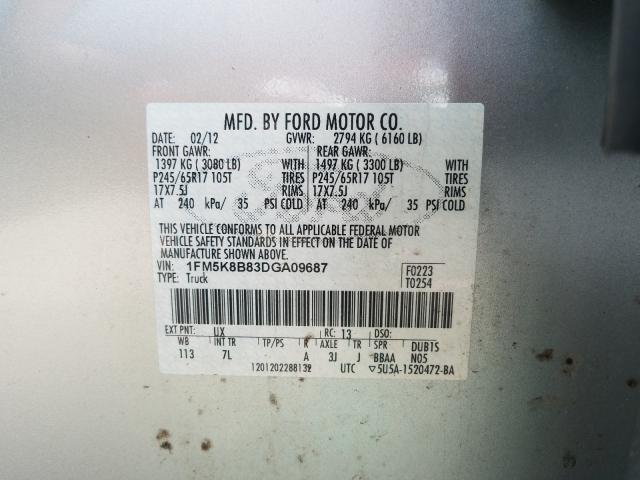 MFD. BY FORD MOTOR CO.
DATE: 02/12 GVWR: 2794 KG ( 6160 LB)
FRONT GAWR: REAR GAWR:
1397 KG ( 3080 LB) WITH 1497 KG ( 3300 LB) WITH
P245/65R17 105T TIRES P245/65R17 105T TIRES
17X7.5J RIMS 17X7.5J RIMS
AT 240 kPa/ 35 PSI COLD AT 240 kPa/ 35 PSI COLD
THIS VEHICLE CONFORMS TO ALL APPLICABLE FEDERAL MOTOR
VEHICLE SAFETY STANDARDS IN EFFECT ON THE DATE OF
MANUFACTURE SHOWN ABOVE.
VIN: 1FM5K8B83DGA09687 F0223
TYPE: Truck T0254
EXT PNT: UX RC: 13 DSO:
WB INT TR TP/PS R AXLE TR SPR DUB1S
113 7L A 3J J BBAA N05
1201202288132 UTC ▽5U5A-1520472-BA